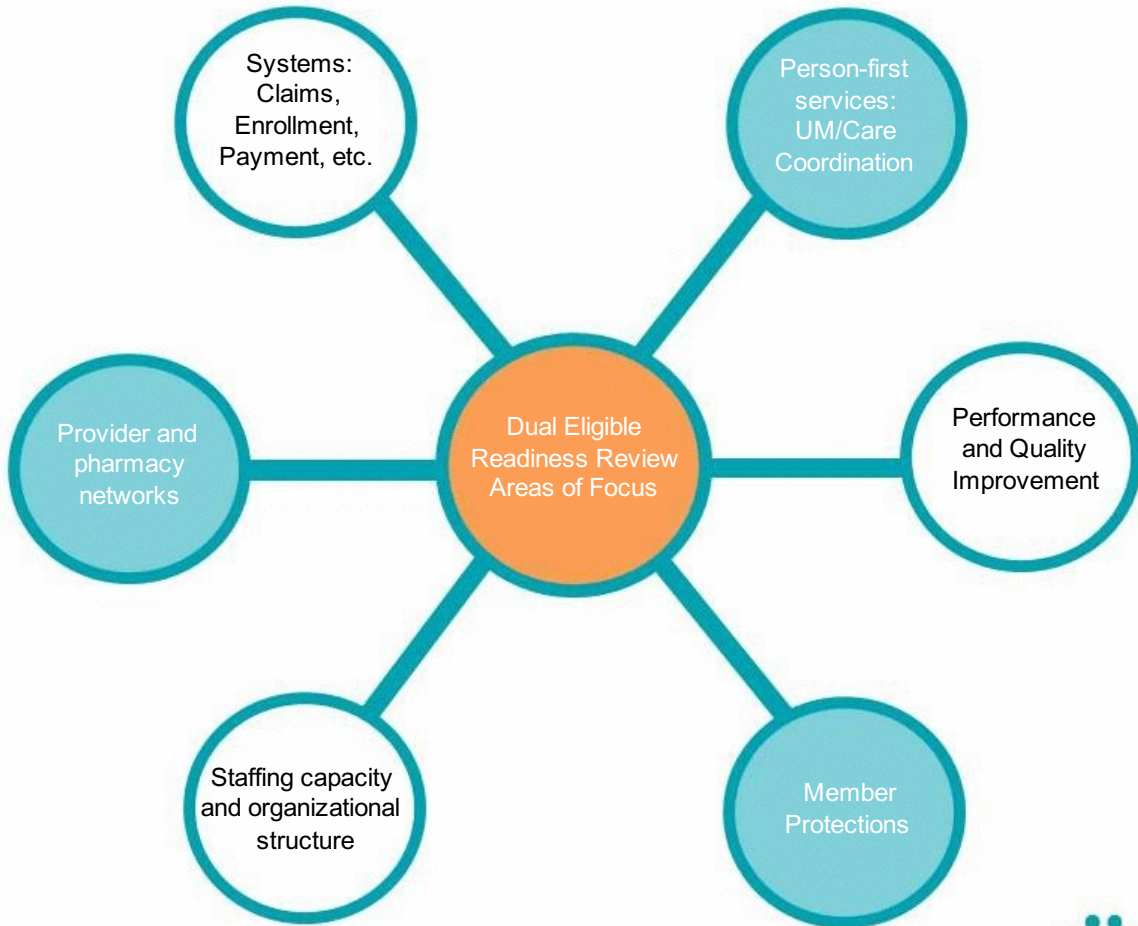 Systems:
Claims,
Enrollment,
Payment, etc.
Person-first
services:
UM/Care
Coordination
Provider and
pharmacy
networks
Dual Eligible
Readiness Review
Areas of Focus
Performance
and Quality
Improvement
Staffing capacity
and organizational
structure
Member
Protections